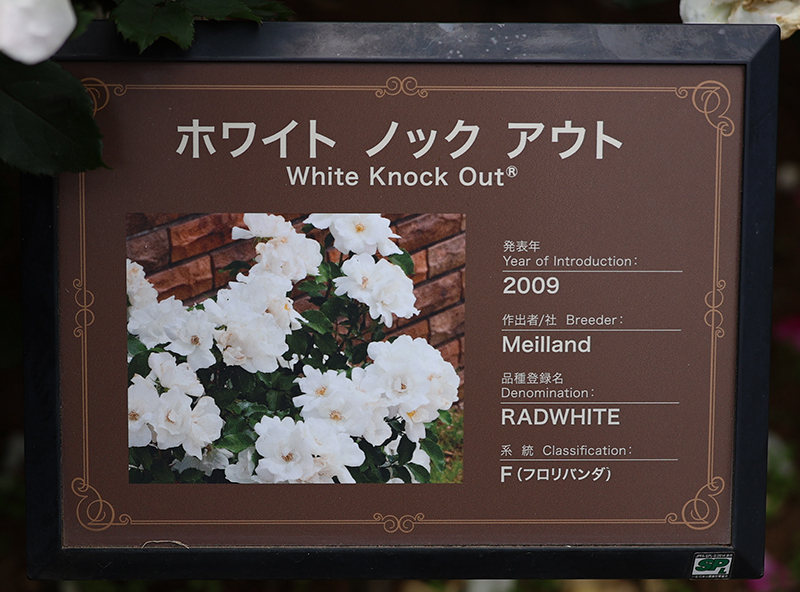 ホワイト ノック アウト
White Knock Out®
発表年
Year of Introduction:
2009
作出者/社 Breeder:
Meilland
品種登録名
Denomination:
RADWHITE
系 統 Classification:
F(フロリバンダ)